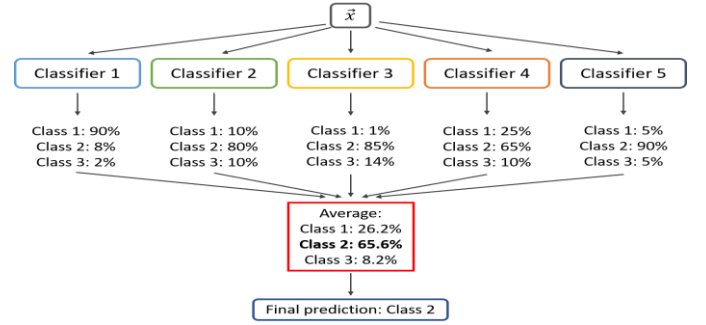 x⃗
Classifier 1
Classifier 2
Classifier 3
Classifier 4
Classifier 5
Class 1: 90%
Class 2: 8%
Class 3: 2%
Class 1: 10%
Class 2: 80%
Class 3: 10%
Class 1: 1%
Class 2: 85%
Class 3: 14%
Class 1: 25%
Class 2: 65%
Class 3: 10%
Class 1: 5%
Class 2: 90%
Class 3: 5%
Average:
Class 1: 26.2%
Class 2: 65.6%
Class 3: 8.2%
Final prediction: Class 2